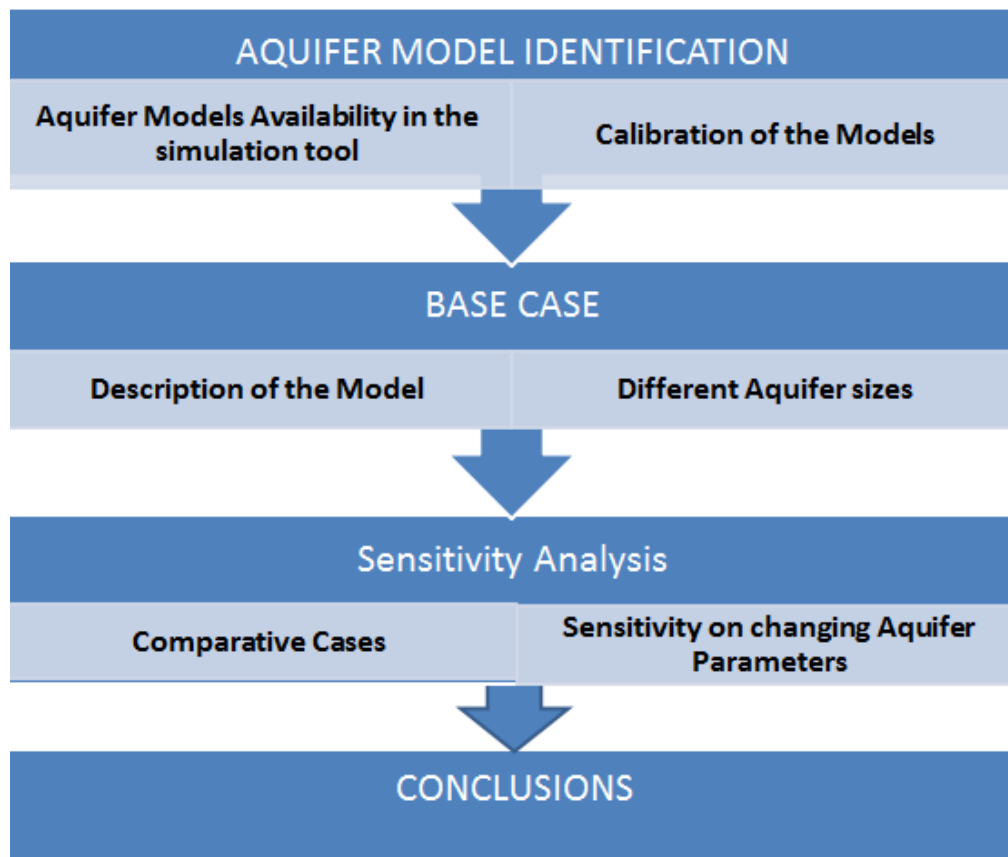 AQUIFER MODEL IDENTIFICATION
Aquifer Models Availability in the
simulation tool
Calibration of the Models
BASE CASE
Description of the Model
Different Aquifer sizes
Sensitivity Analysis
Comparative Cases
Sensitivity on changing Aquifer
Parameters
CONCLUSIONS